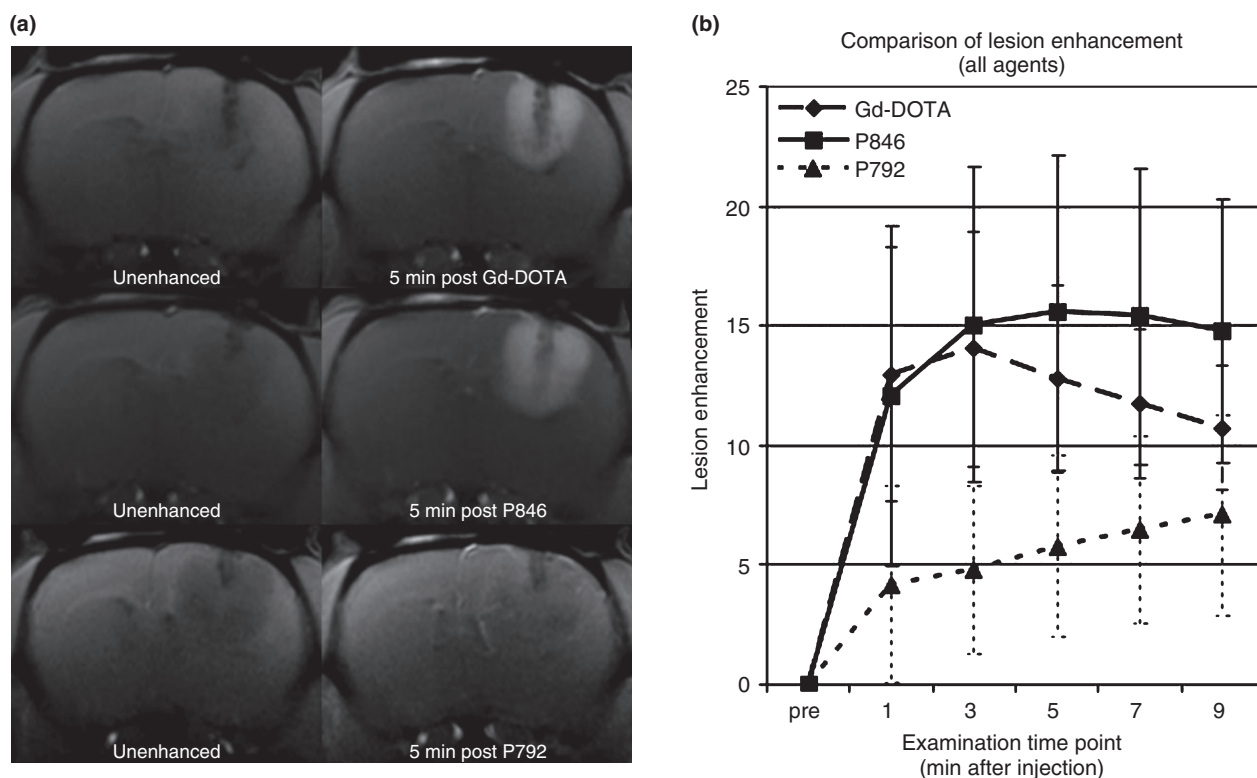 (a)
Unenhanced
5 min post Gd-DOTA
Unenhanced
5 min post P846
Unenhanced
5 min post P792
(b)
Comparison of lesion enhancement
(all agents)
Gd-DOTA
P846
P792
25
20
15
10
5
0
Lesion enhancement
pre 1 3 5 7 9
Examination time point
(min after injection)